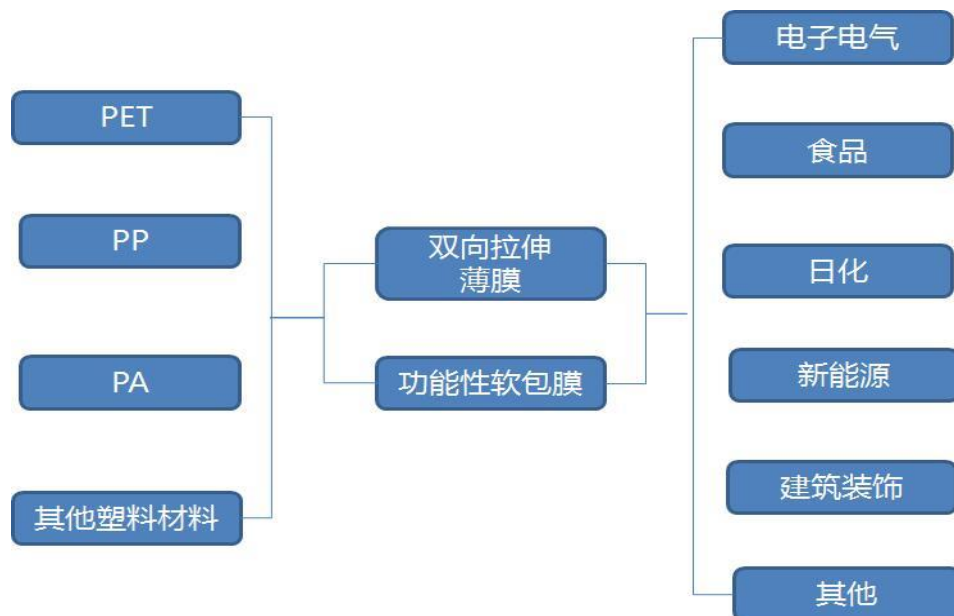 PET
PP
PA
其他塑料材料
双向拉伸
薄膜
功能性软包膜
电子电气
食品
日化
新能源
建筑装饰
其他